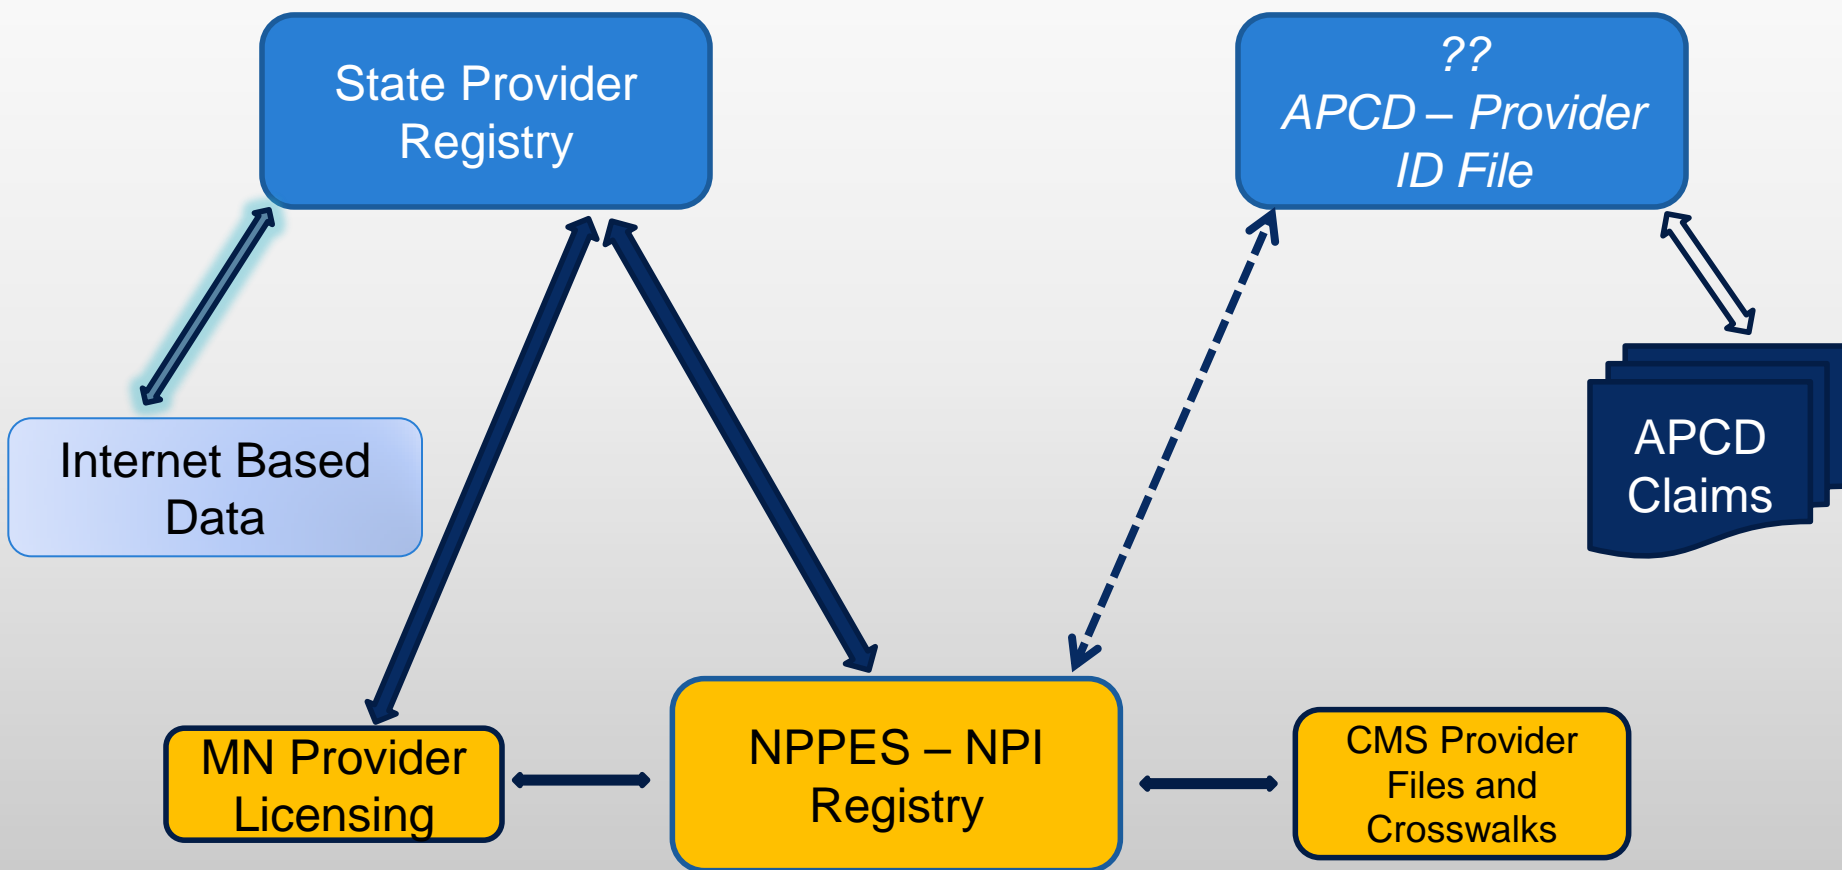 State Provider
Registry
??
APCD – Provider
ID File
Internet Based
Data
APCD
Claims
MN Provider
Licensing
NPPES – NPI
Registry
CMS Provider
Files and
Crosswalks